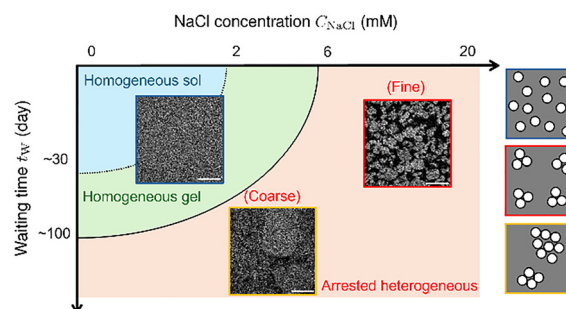 NaCl concentration C_NaCl (mM)
0 2 6 20
Homogeneous sol
(Fine)
Waiting time t_W (day)
~30
Homogeneous gel
(Coarse)
~100
Arrested heterogeneous